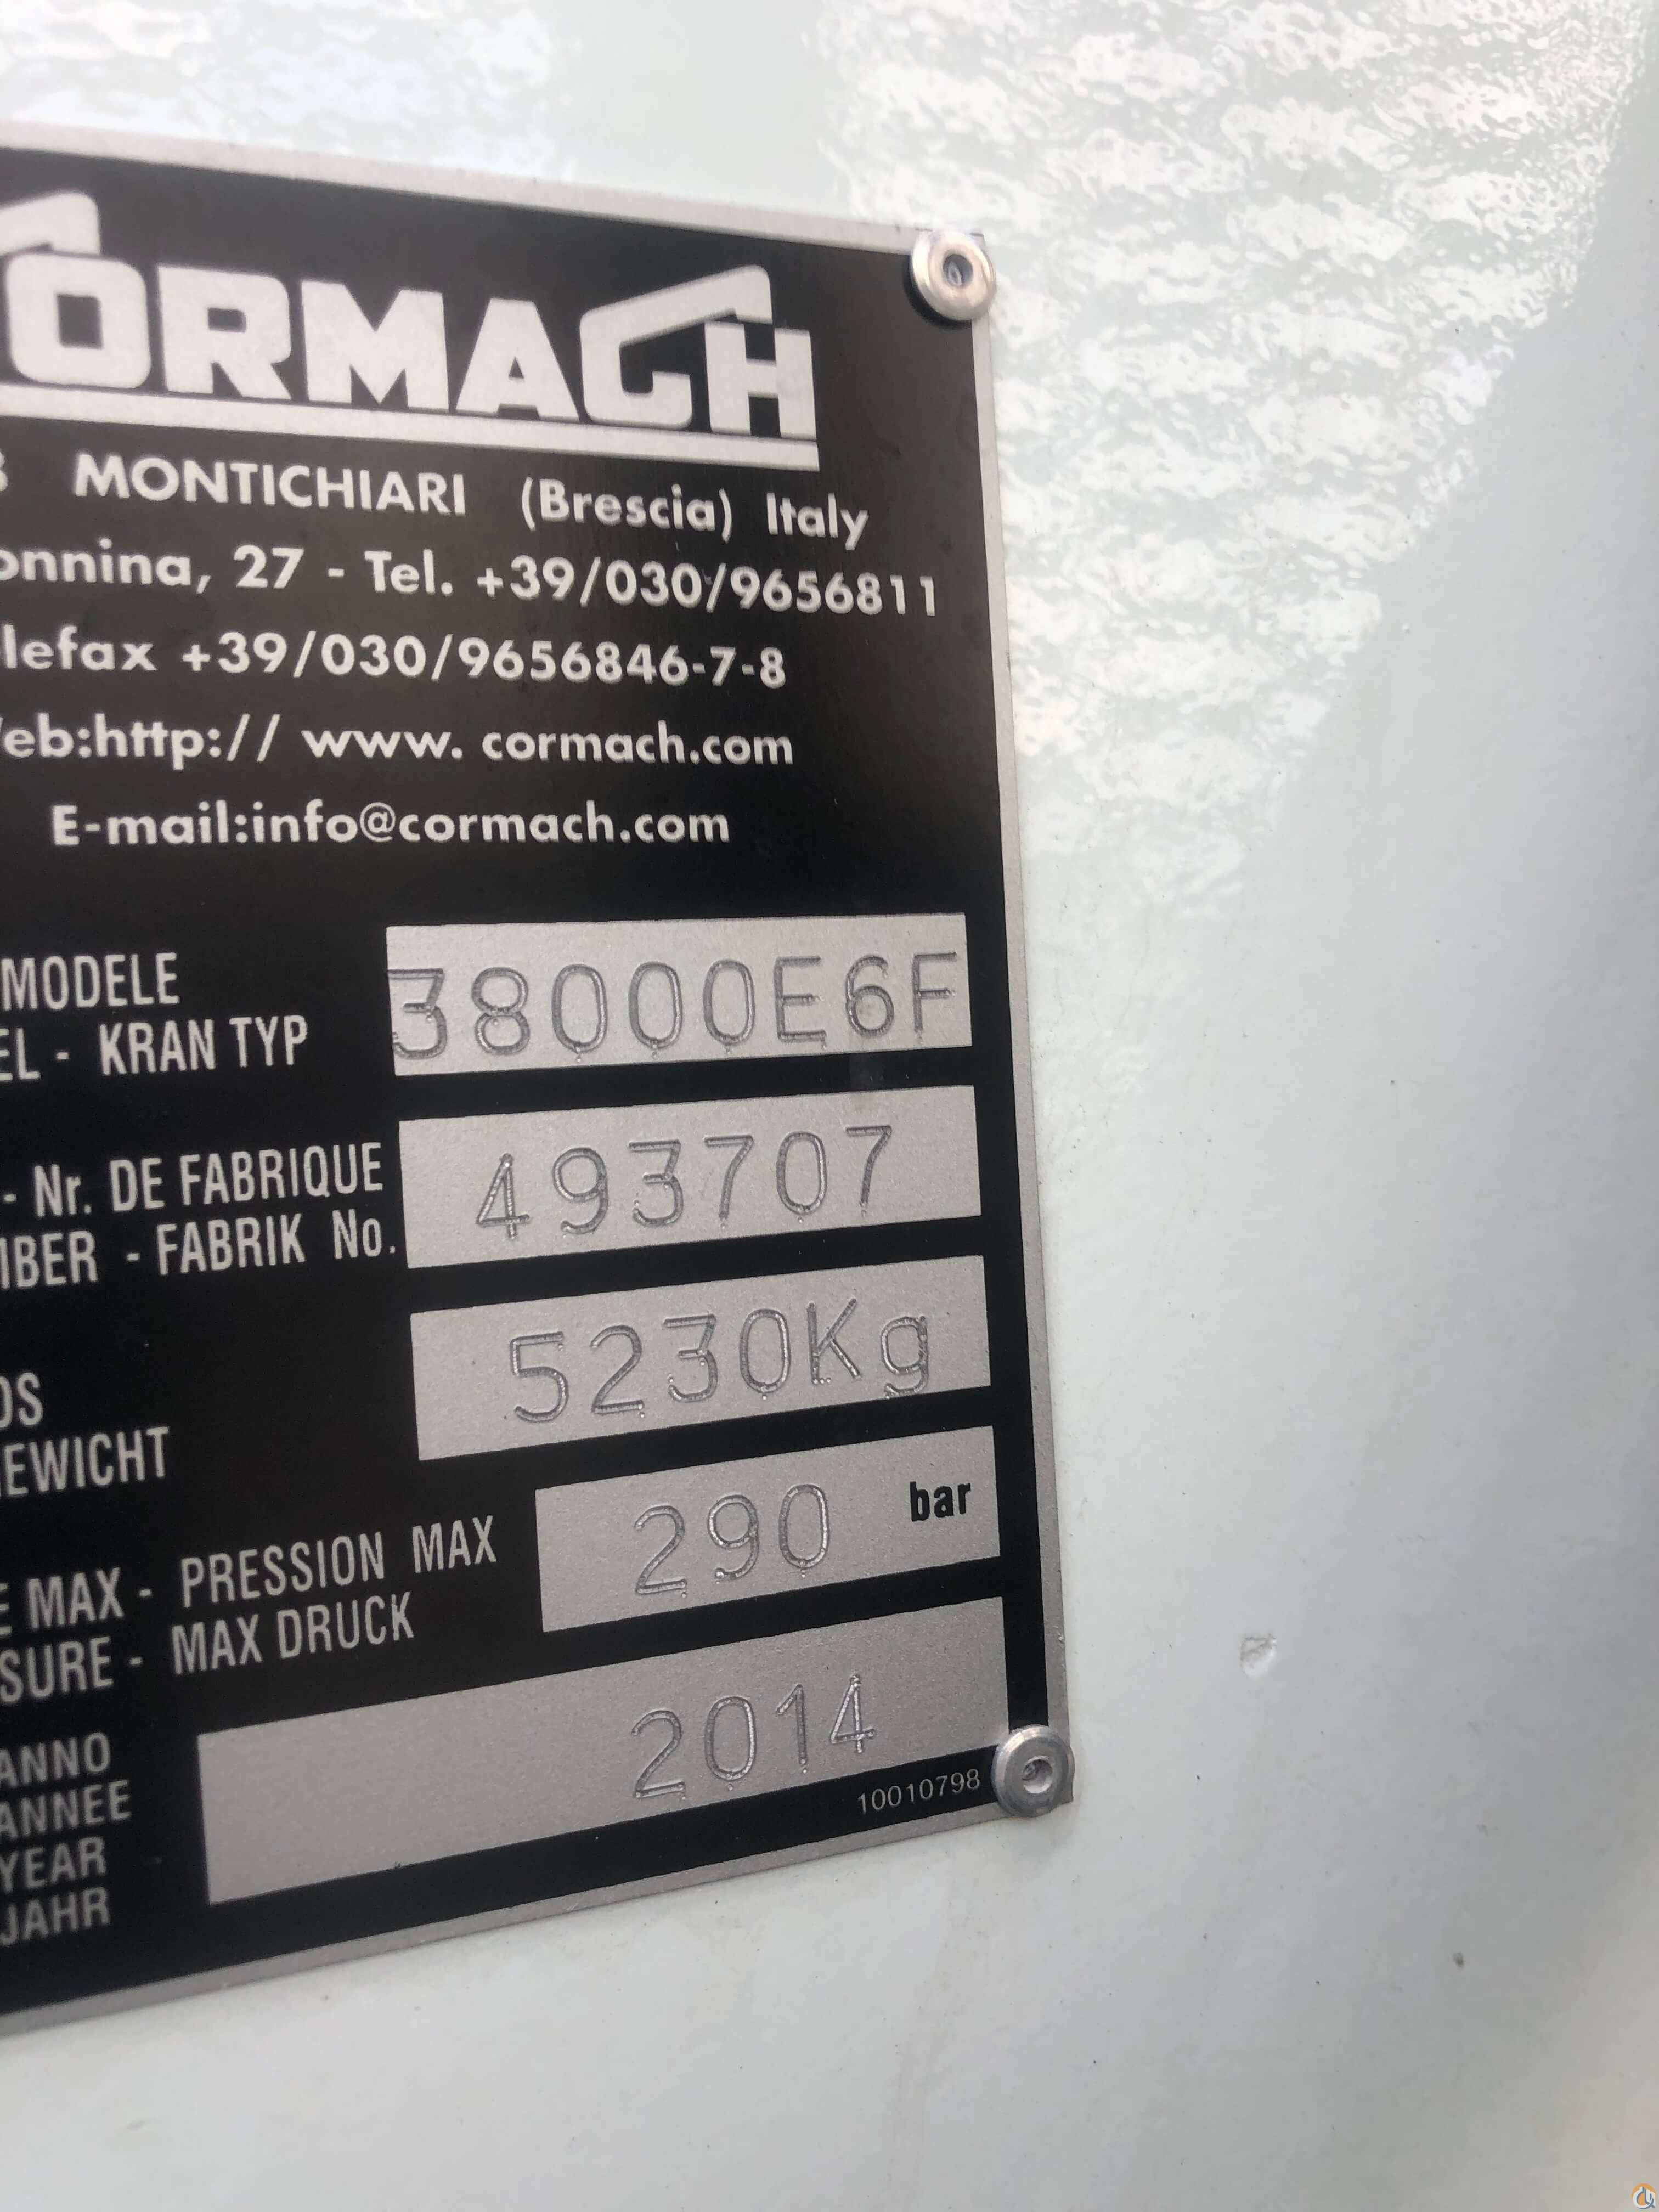 CORMACH
MONTICHIARI (Brescia) Italy
onnina, 27 - Tel. +39/030/9656811
lefax +39/030/9656846-7-8
eb:http:// www. cormach.com
E-mail:info@cormach.com
MODELE
EL - KRAN TYP
38000E6F
- Nr. DE FABRIQUE
MBER - FABRIK No.
493707
DS
EWICHT
5230Kg
E MAX - PRESSION MAX
SURE - MAX DRUCK
290 bar
ANNO
ANNEE
YEAR
JAHR
2014
10010798